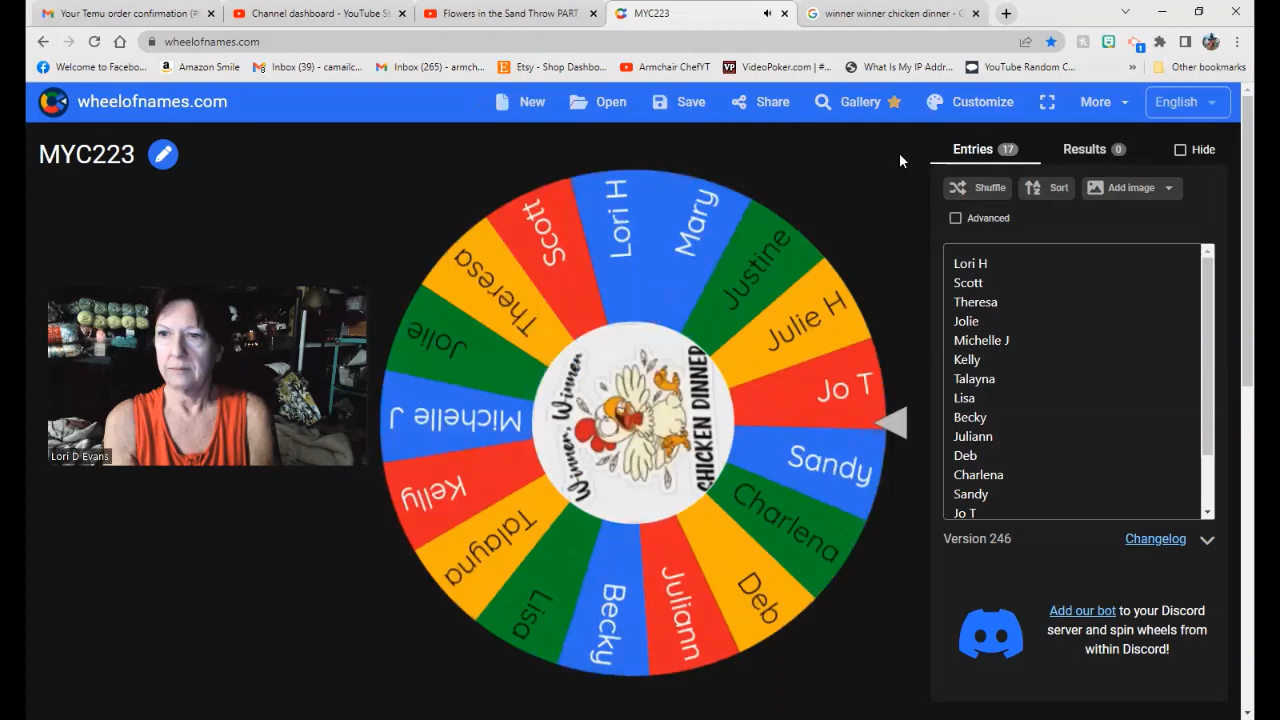 Your Temu order confirmation (#
Channel dashboard - YouTube St
Flowers in the Sand Throw PART
MYC223
winner winner chicken dinner - G
wheelofnames.com
Welcome to Facebo...
Amazon Smile
Inbox (39) - camailc...
Inbox (265) - armch...
Etsy - Shop Dashbo...
Armchair ChefYT
VideoPoker.com | #...
What Is My IP Addr...
YouTube Random C...
»
Other bookmarks
wheelofnames.com
New
Open
Save
Share
Gallery
Customize
More
English
MYC223
Entries 17
Results 0
Hide
Shuffle
Sort
Add image
Advanced
Lori H
Scott
Theresa
Jolie
Michelle J
Kelly
Talayna
Lisa
Becky
Juliann
Deb
Charlena
Sandy
Jo T
Version 246
Changelog
Add our bot to your Discord
server and spin wheels from
within Discord!
Lori H
Mary
Justine
Julie H
Jo T
Sandy
Charlena
Deb
Juliann
Becky
Lisa
Talayna
Kelly
Michelle J
Jolie
Theresa
Scott
Winner, Winner
CHICKEN DINNER
Lori D Evans